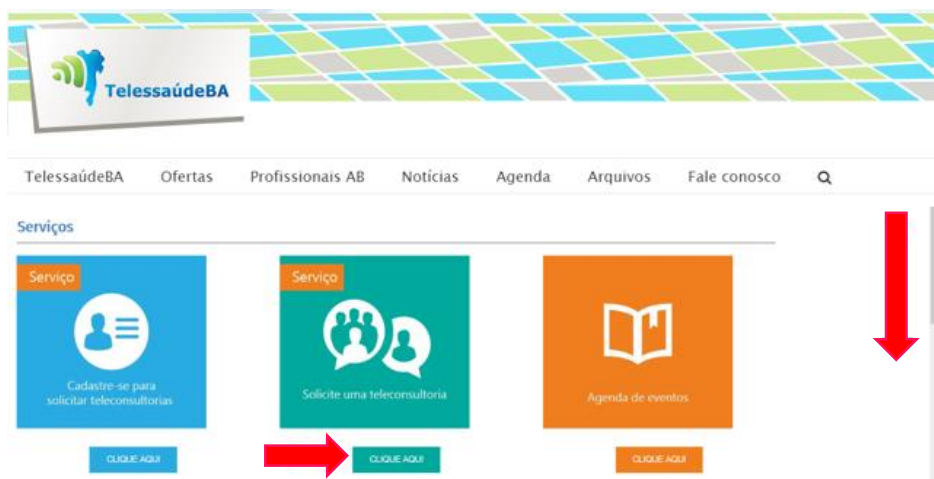 TelessaúdeBA
TelessaúdeBA Ofertas Profissionais AB Notícias Agenda Arquivos Fale conosco
Serviços
Serviço
Cadastre-se para
solicitar teleconsultorias
CLIQUE AQUI
Serviço
Solicite uma teleconsultoria
CLIQUE AQUI
Agenda de eventos
CLIQUE AQUI